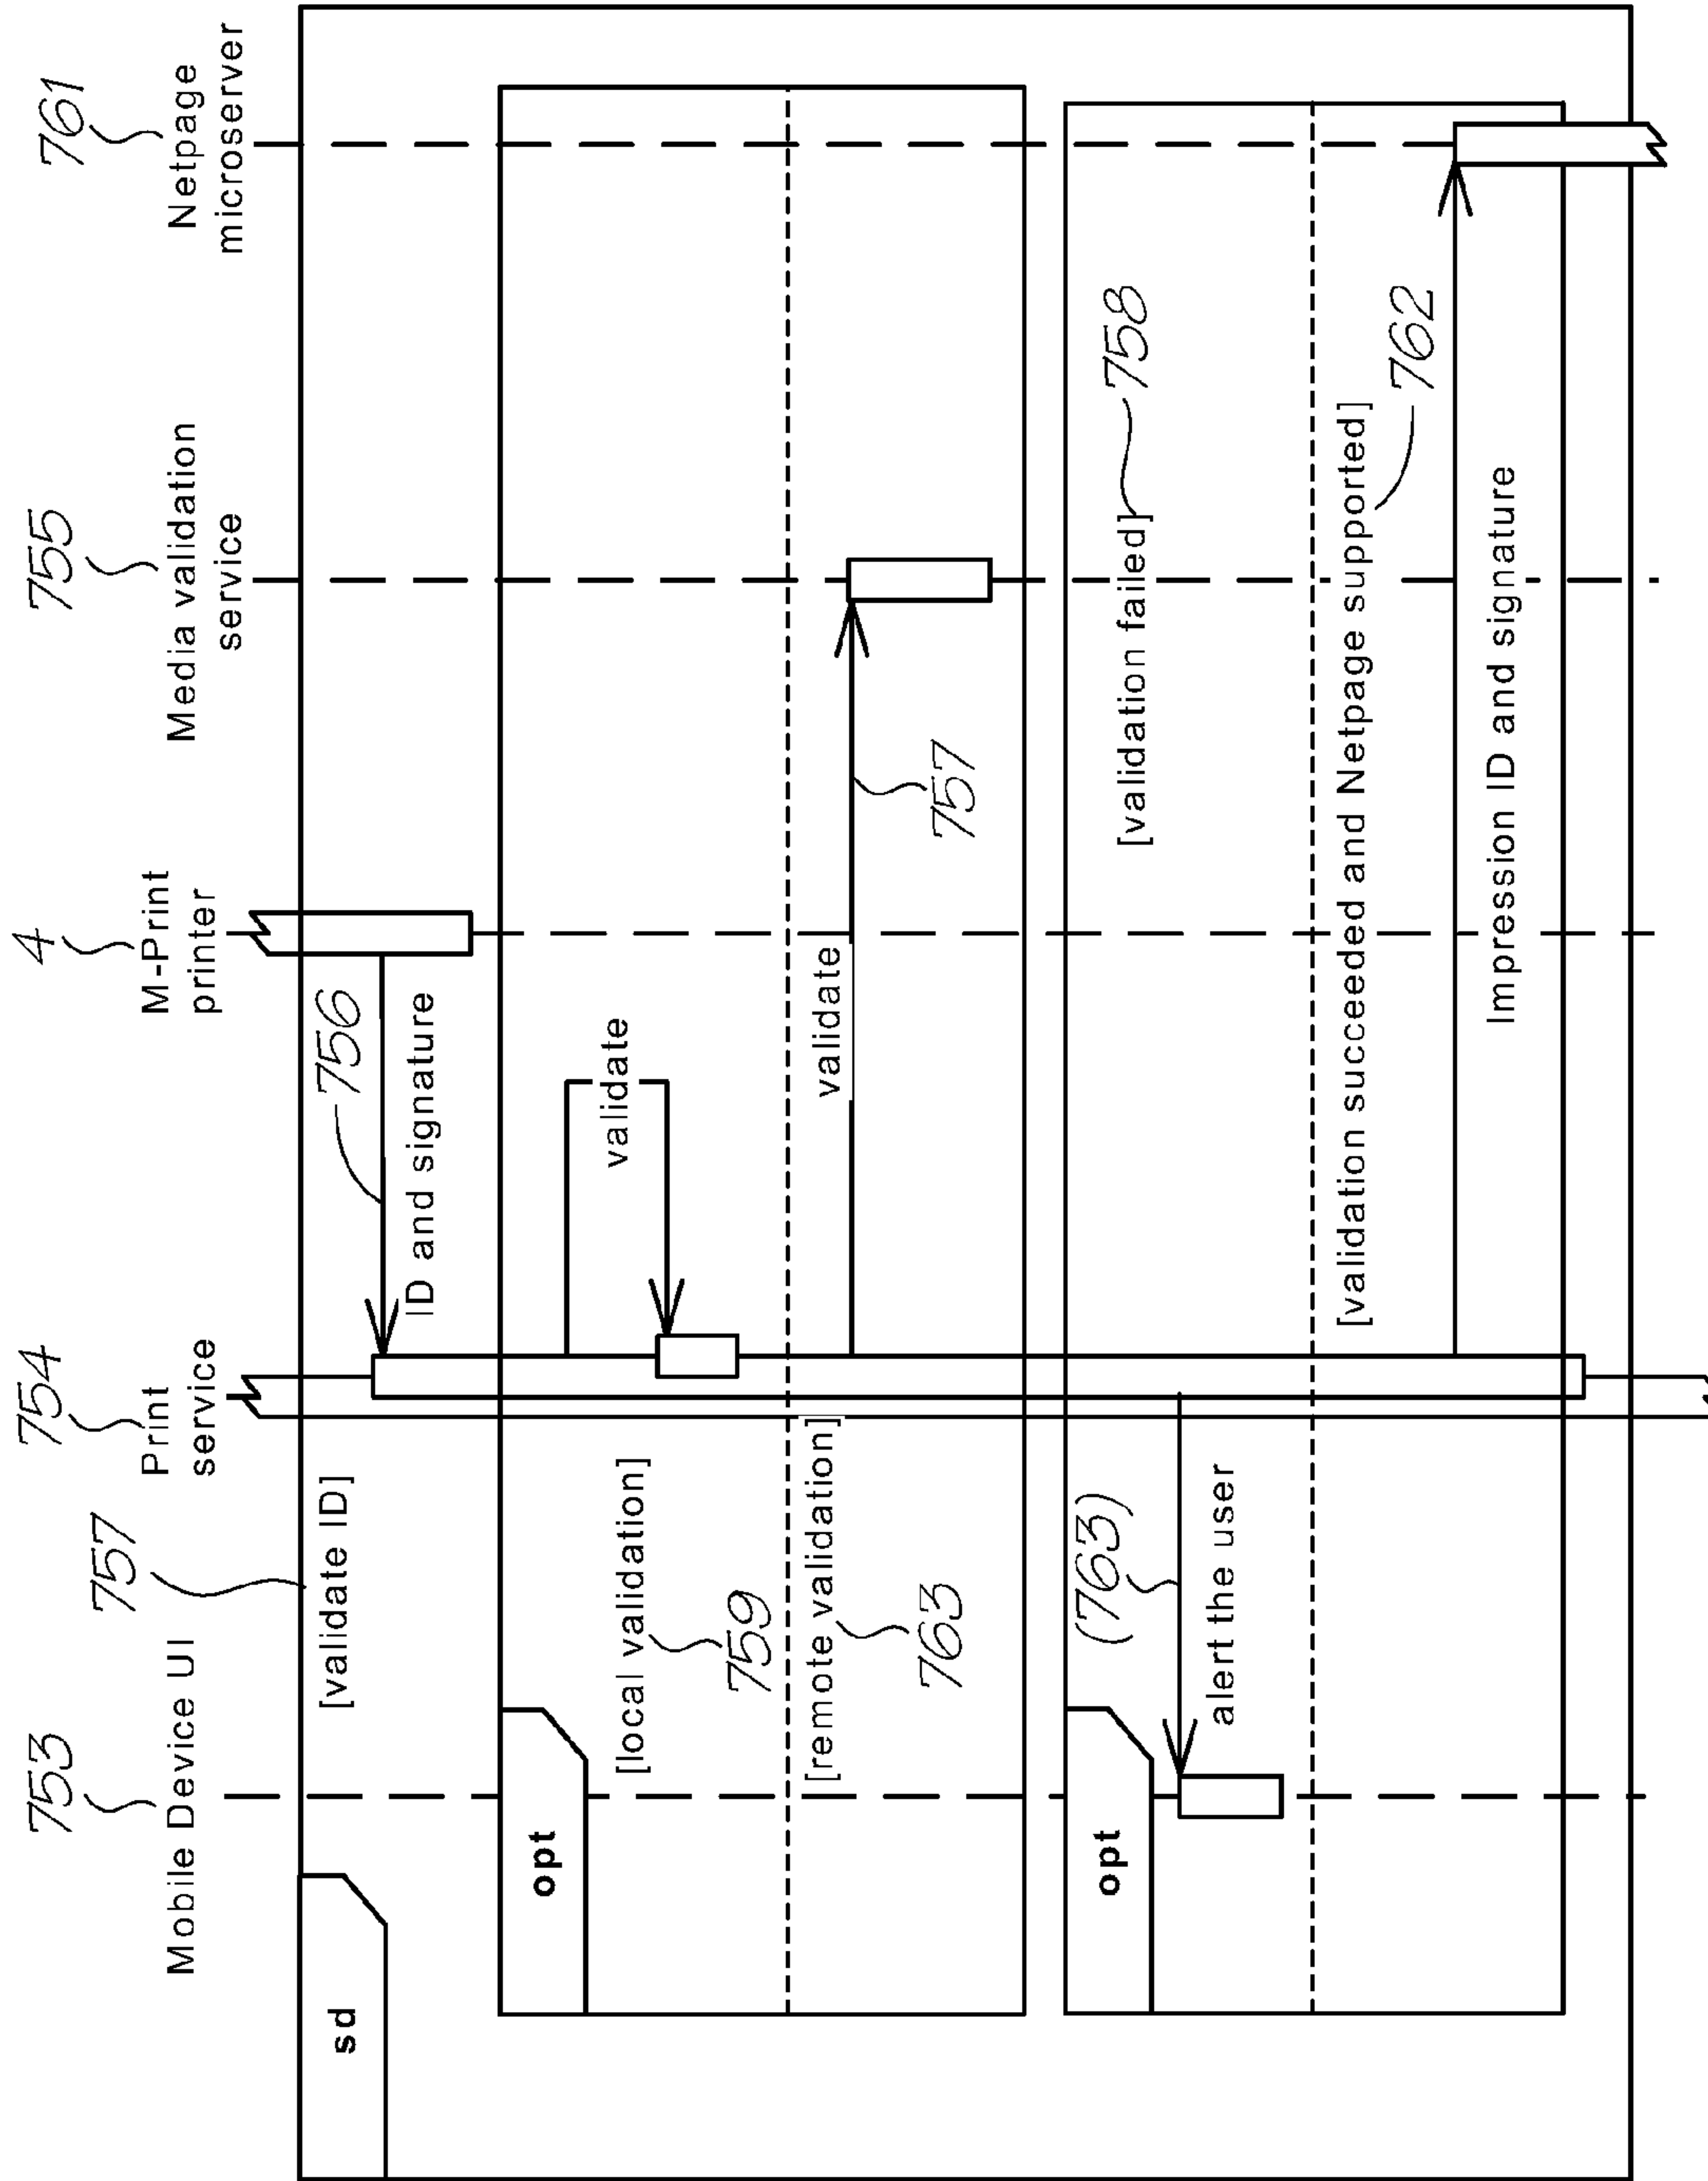 753
757
754
4
755
761
Mobile Device UI
Print
service
M-Print
printer
Media validation
service
Netpage
microserver
sd
[validate ID]
756
ID and signature
opt
[local validation]
759
validate
[remote validation]
763
validate
757
opt
[validation failed]
758
(763)
alert the user
[validation succeeded and Netpage supported]
762
Impression ID and signature